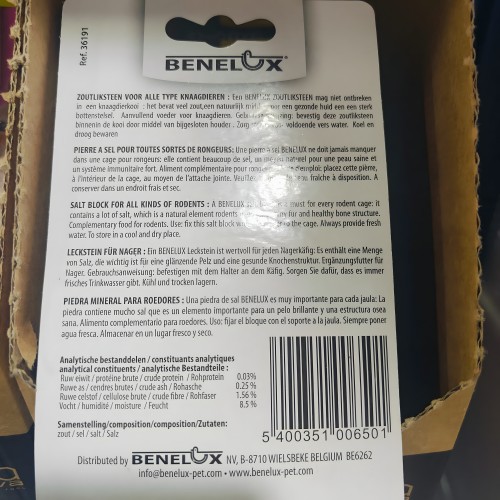 Ref. 36191
BENELUX®
ZOUTLIKSTEEN VOOR ALLE TYPE KNAAGDIEREN : Een BENELUX ZOUTLIKSTEEN mag niet ontbreken
in een knaagdierkooi : het bevat veel zout,een natuurlijk voor een gezonde huid een een sterk
bottenstelsel. Aanvullend voeder voor knaagdieren. bevestig deze zoutliksteen
binnenin de kooi door middel van bijgesloten houder. Zorg voldoende vers water. Koel en
droog bewaren
PIERRE A SEL POUR TOUTES SORTES DE RONGEURS: Une pierre à sel BENELUX ne doit jamais manquer
dans une cage pour rongeurs: elle contient beaucoup de sel, un naturel pour une peau saine et
un système immunitaire fort. Aliment complémentaire pour d'emploi: placez cette pierre,
à l'interieur de la cage, au moyen de l'attache jointe. fraîche à disposition. A
conserver dans un endroit frais et sec.
SALT BLOCK FOR ALL KINDS OF RODENTS : A BENELUX must for every rodent cage: it
contains a lot of salt, which is a natural element rodents fur and healthy bone structure.
Complementary food for rodents. Use: fix this salt block the cage. Always provide fresh
water. To store in a cool and dry place.
LECKSTEIN FÜR NAGER : Ein BENELUX Leckstein ist wertvoll für jeden Nagerkäfig: Es enthält eine Menge
von Salz, die wichtig ist für eine glänzende Pelz und eine gesunde Knochenstruktur. Ergänzungsfutter für
Nager. Gebrauchsanweisung: befestigen mit dem Halter an dem Käfig. Sorgen Sie dafür, dass es immer
frisches Trinkwasser gibt. Kühl und trocken lagern.
PIEDRA MINERAL PARA ROEDORES : Una piedra de sal BENELUX es muy importante para cada jaula: La
piedra contiene mucho sal que es un elemento importante para un pelo brillante y una estructura osea
sana. Alimento complementario para roedores. Uso: fijar el bloque con el soporte a la jaula. Siempre poner
agua fresca. Almacenar en un lugar fresco y seco.
Analytische bestanddelen / constituants analytiques
analytical constituents / analytische Bestandteile :
Ruw eiwit / protéine brute / crude protein / Rohprotein 0.03%
Ruwe as / cendres brutes / crude ash / Rohasche 0.25 %
Ruwe celstof / cellulose brute / crude fibre / Rohfaser 1.56 %
Vocht / humidité / moisture / Feucht 8.5 %
Samenstelling/composition/composition/Zutaten:
zout / sel / salt / Salz
5 400351 006501
Distributed by BENELUX NV, B-8710 WIELSBEKE BELGIUM BE6262
info@benelux-pet.com • www.benelux-pet.com